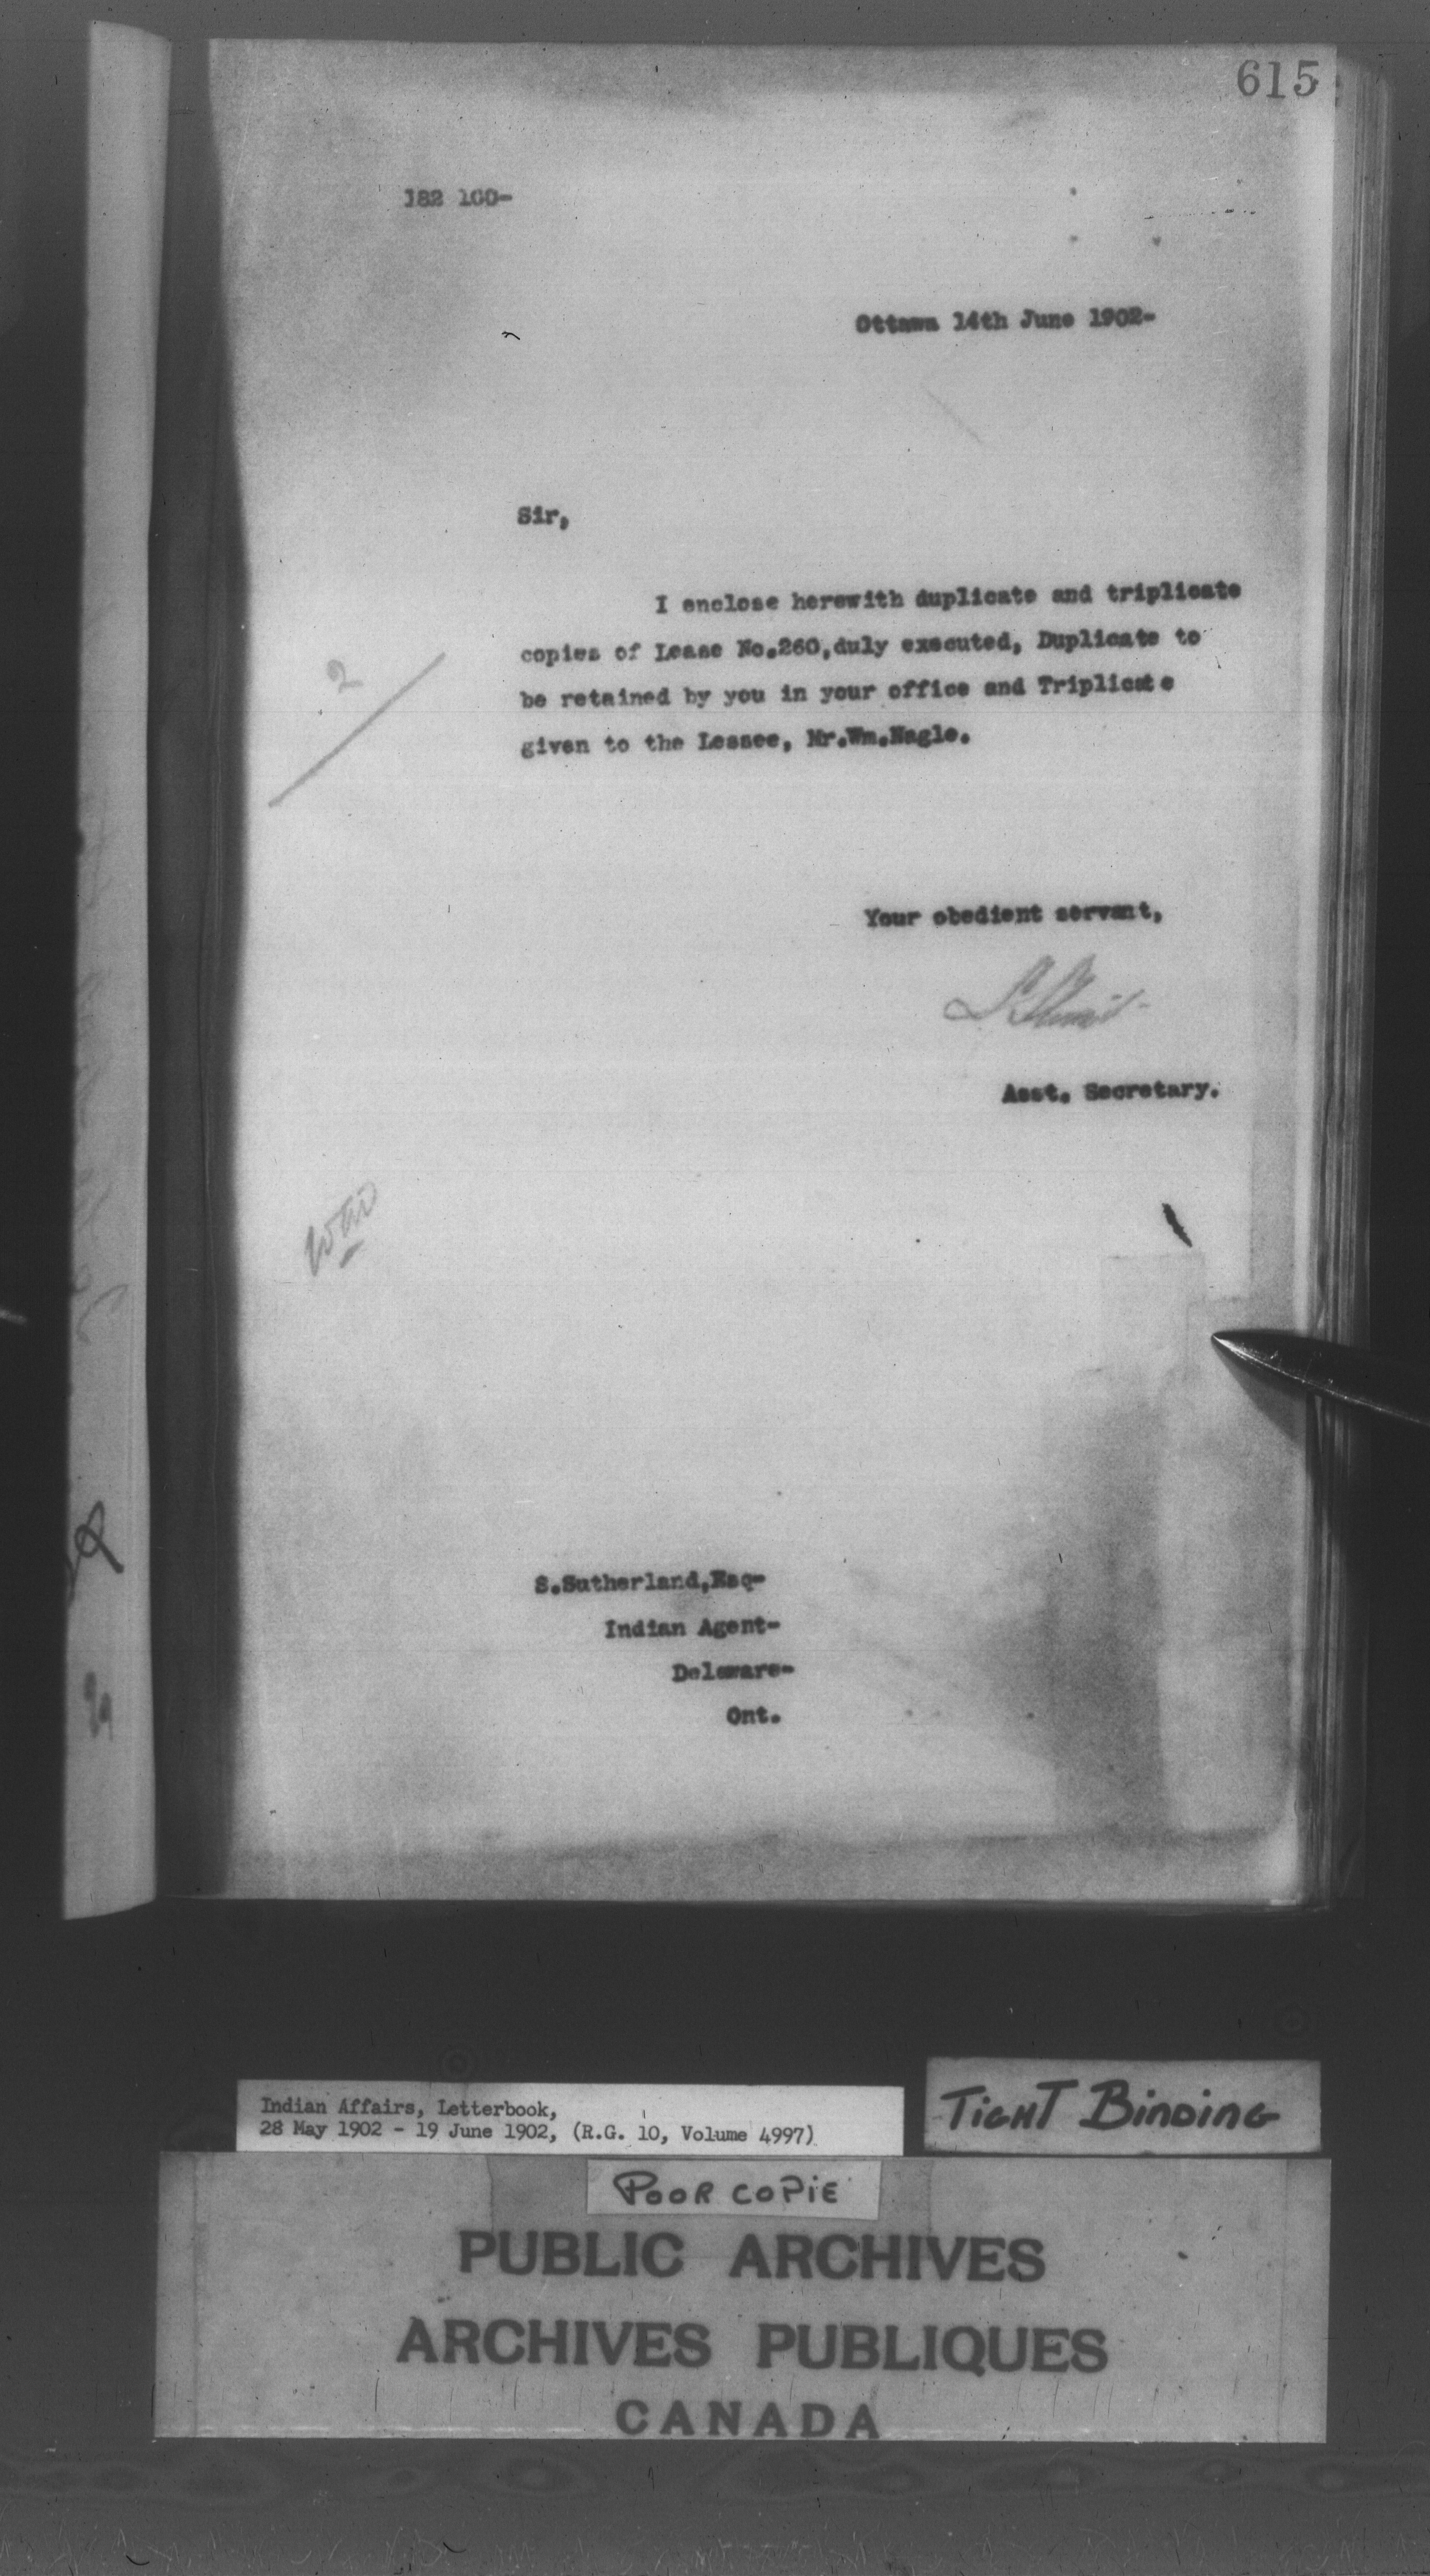 615
182 100-
Ottawa 14th June 1902-
Sir,
I enclose herewith duplicate and triplicate
copies of Lease No.260,duly executed, Duplicate to
be retained by you in your office and Triplicate
given to the Lessee, Mr.Wm.Nagle.
2
Your obedient servant,
Asst. Secretary.
S.Sutherland,Esq-
Indian Agent-
Delaware-
Ont.
Indian Affairs, Letterbook,
28 May 1902 - 19 June 1902, (R.G. 10, Volume 4997)
TIGHT BINDING
POOR COPIE
PUBLIC ARCHIVES
ARCHIVES PUBLIQUES
CANADA